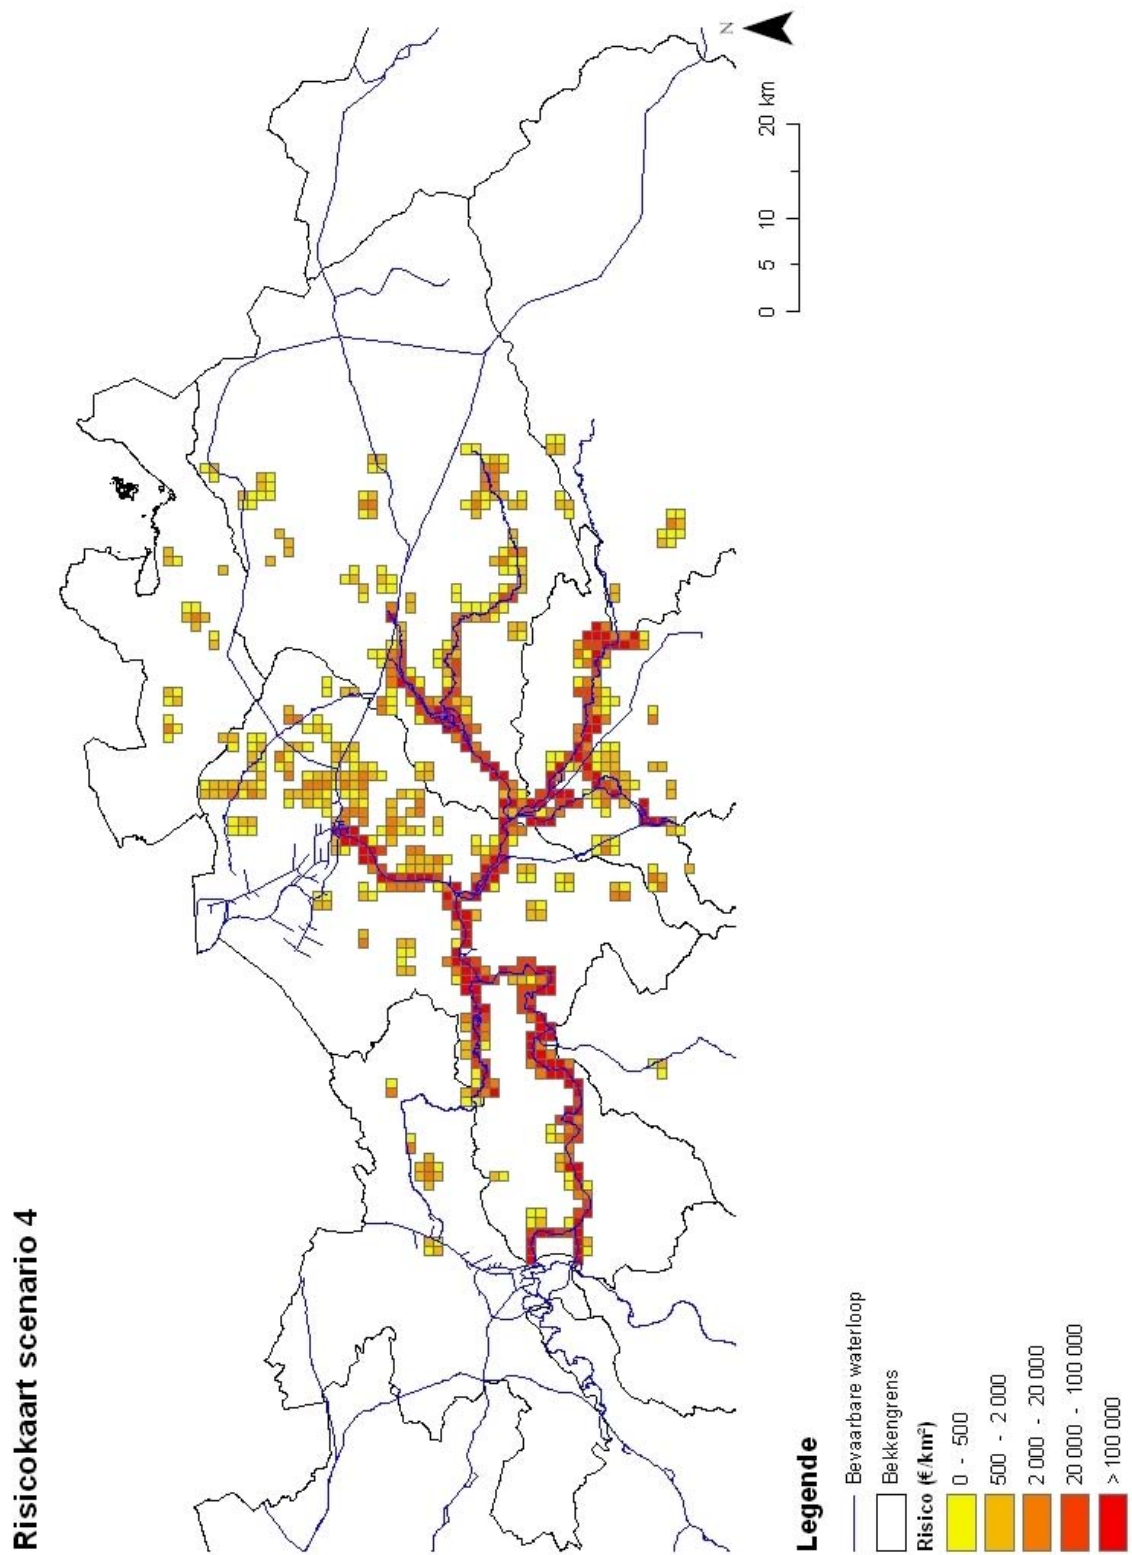 Risicokaart scenario 4
N
0 5 10 20 km
Legende
Bevaarbare waterloop
Bekkengrens
Risico (€/km²)
0 - 500
500 - 2 000
2 000 - 20 000
20 000 - 100 000
> 100 000